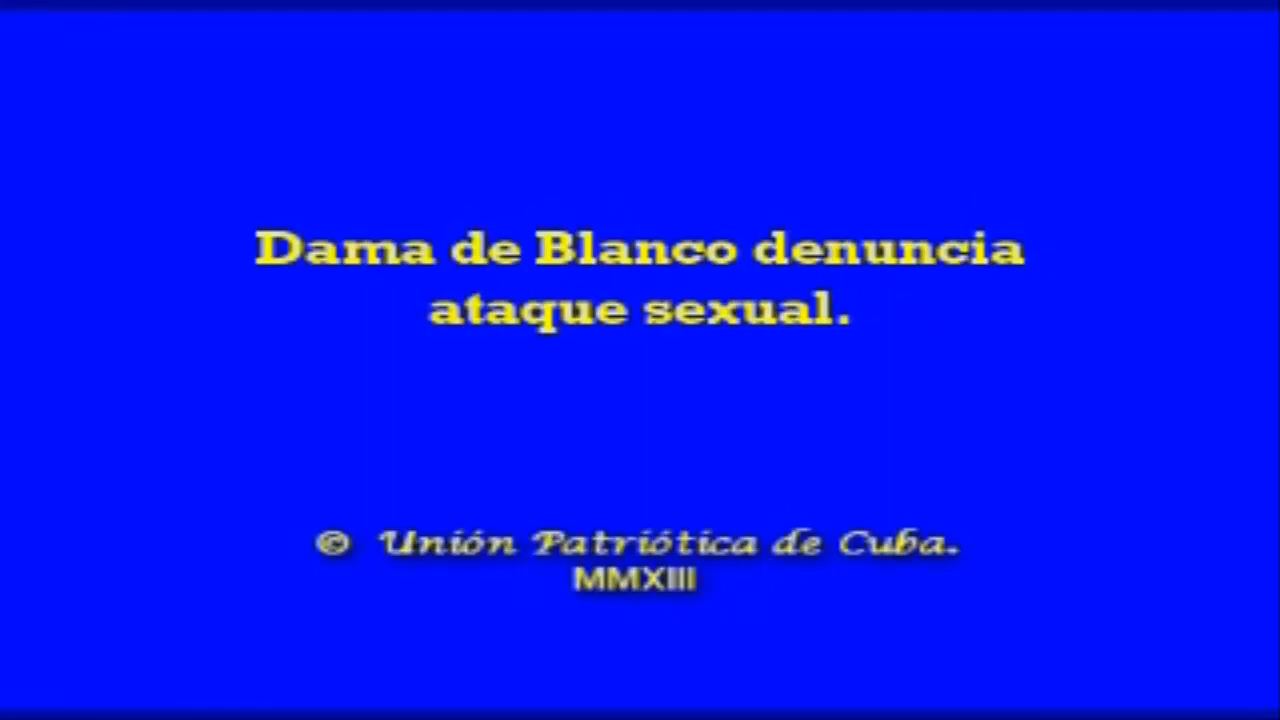 Dama de Blanco denuncia
ataque sexual.
© Unión Patriótica de Cuba.
MMXIII